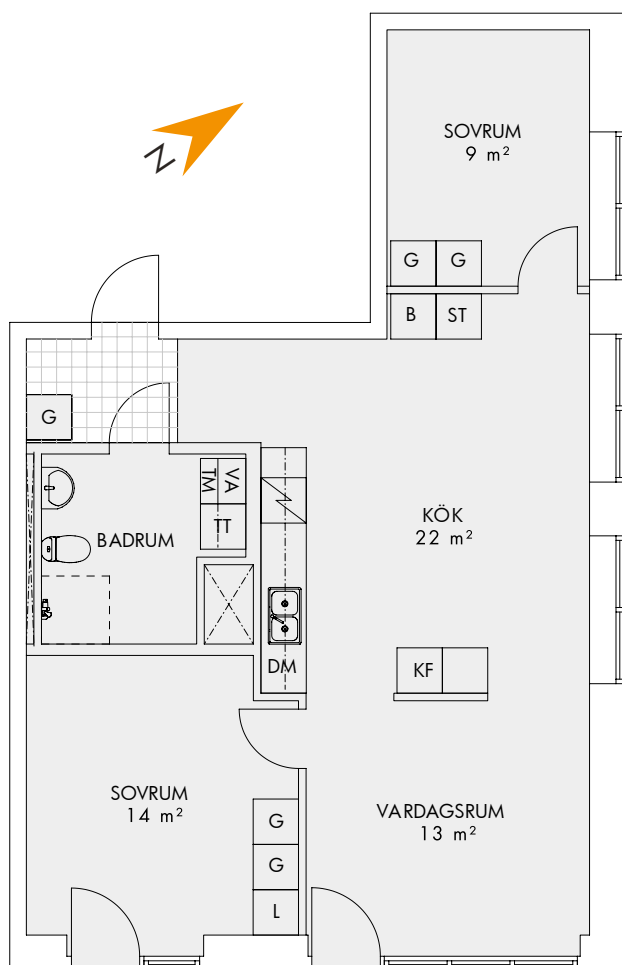 SOVRUM
9 m²
N
G G
B ST
G
TM VA
TT
BADRUM
KÖK
22 m²
DM
KF
SOVRUM
14 m²
VARDAGSRUM
13 m²
G
G
L